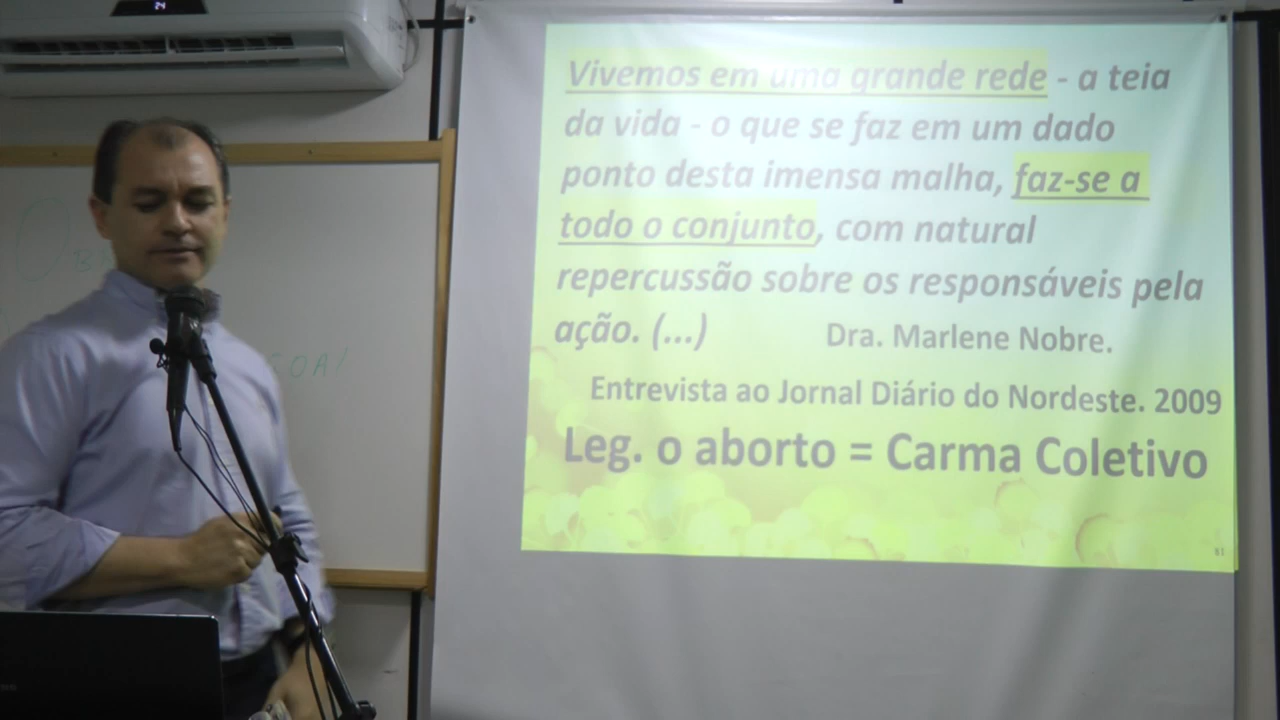 24
Vivemos em uma grande rede - a teia
da vida - o que se faz em um dado
ponto desta imensa malha, faz-se a
todo o conjunto, com natural
repercussão sobre os responsáveis pela
ação. (...) Dra. Marlene Nobre.
Entrevista ao Jornal Diário do Nordeste. 2009
Leg. o aborto = Carma Coletivo